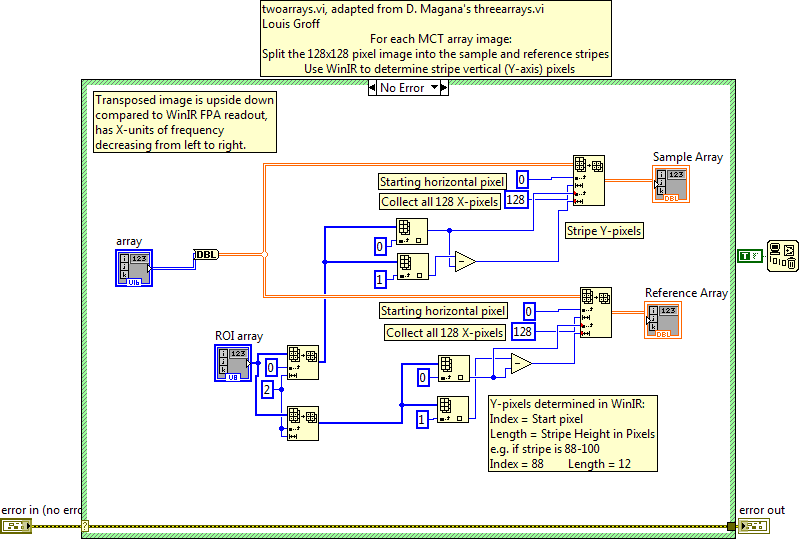 twoarrays.vi, adapted from D. Magana's threearrays.vi
Louis Groff
For each MCT array image:
Split the 128x128 pixel image into the sample and reference stripes
Use WinIR to determine stripe vertical (Y-axis) pixels
No Error
Transposed image is upside down
compared to WinIR FPA readout,
has X-units of frequency
decreasing from left to right.
Sample Array
123
DBL
Starting horizontal pixel
0
Collect all 128 X-pixels
128
Stripe Y-pixels
0
1
array
123
U16
DBL
T
Reference Array
123
DBL
Starting horizontal pixel
0
Collect all 128 X-pixels
128
ROI array
123
U8
0
2
0
1
Y-pixels determined in WinIR:
Index = Start pixel
Length = Stripe Height in Pixels
e.g. if stripe is 88-100
Index = 88 Length = 12
error in (no erro
?
error out